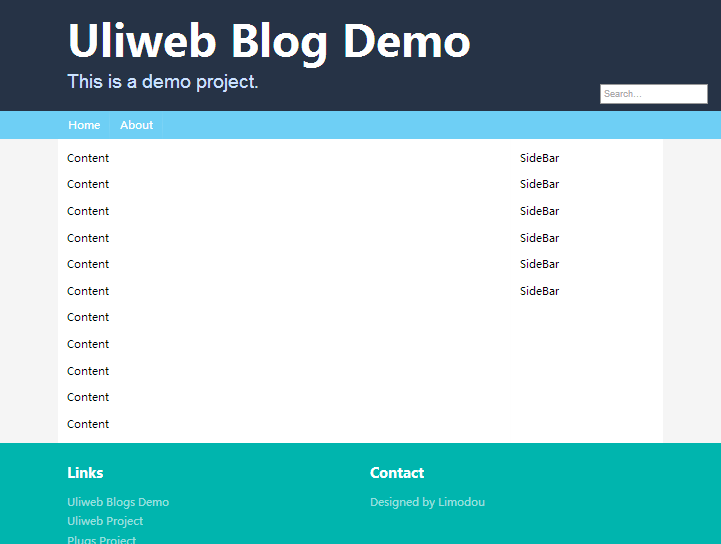 Uliweb Blog Demo
This is a demo project.
Search...
Home About
Content
Content
Content
Content
Content
Content
Content
Content
Content
Content
Content
SideBar
SideBar
SideBar
SideBar
SideBar
SideBar
Links
Uliweb Blogs Demo
Uliweb Project
Plugs Project
Contact
Designed by Limodou